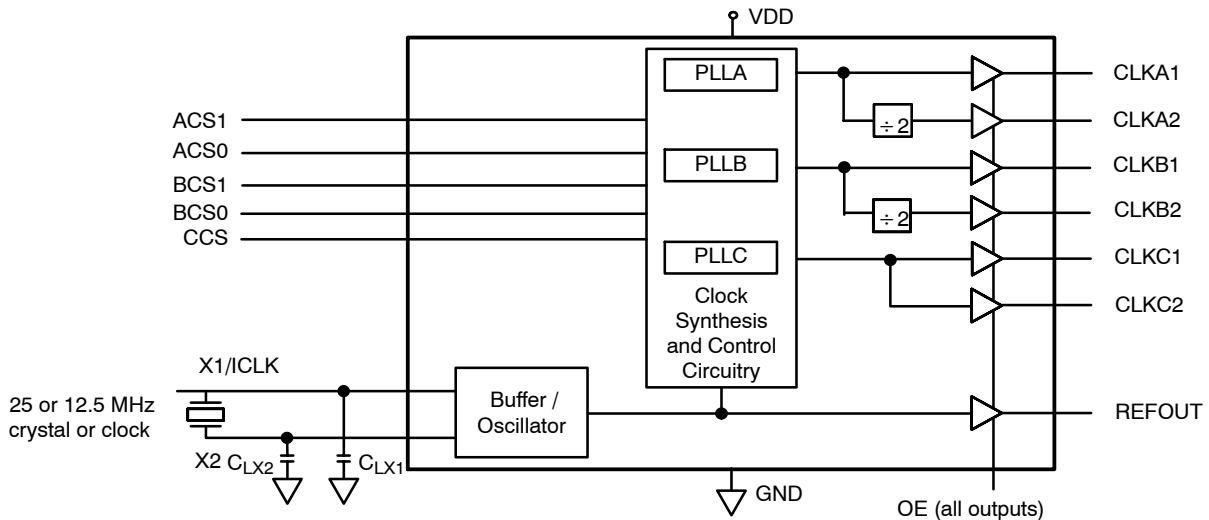 VDD
PLLA
CLKA1
ACS1
÷2
CLKA2
ACS0
PLLB
CLKB1
BCS1
BCS0
÷2
CLKB2
CCS
PLLC
CLKC1
Clock
Synthesis
and Control
Circuitry
CLKC2
X1/ICLK
25 or 12.5 MHz
crystal or clock
Buffer /
Oscillator
REFOUT
X2
CLX2
CLX1
GND
OE (all outputs)